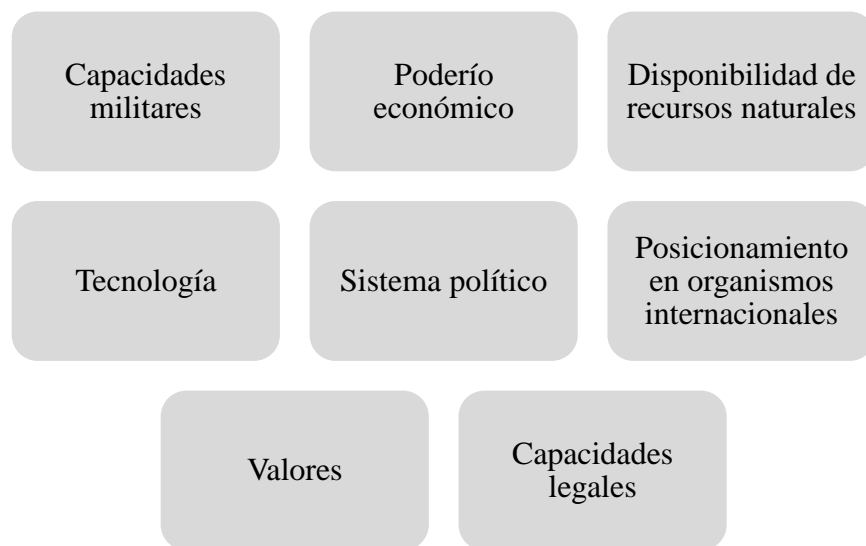 Capacidades
militares
Poderío
económico
Disponibilidad de
recursos naturales
Tecnología
Sistema político
Posicionamiento
en organismos
internacionales
Valores
Capacidades
legales